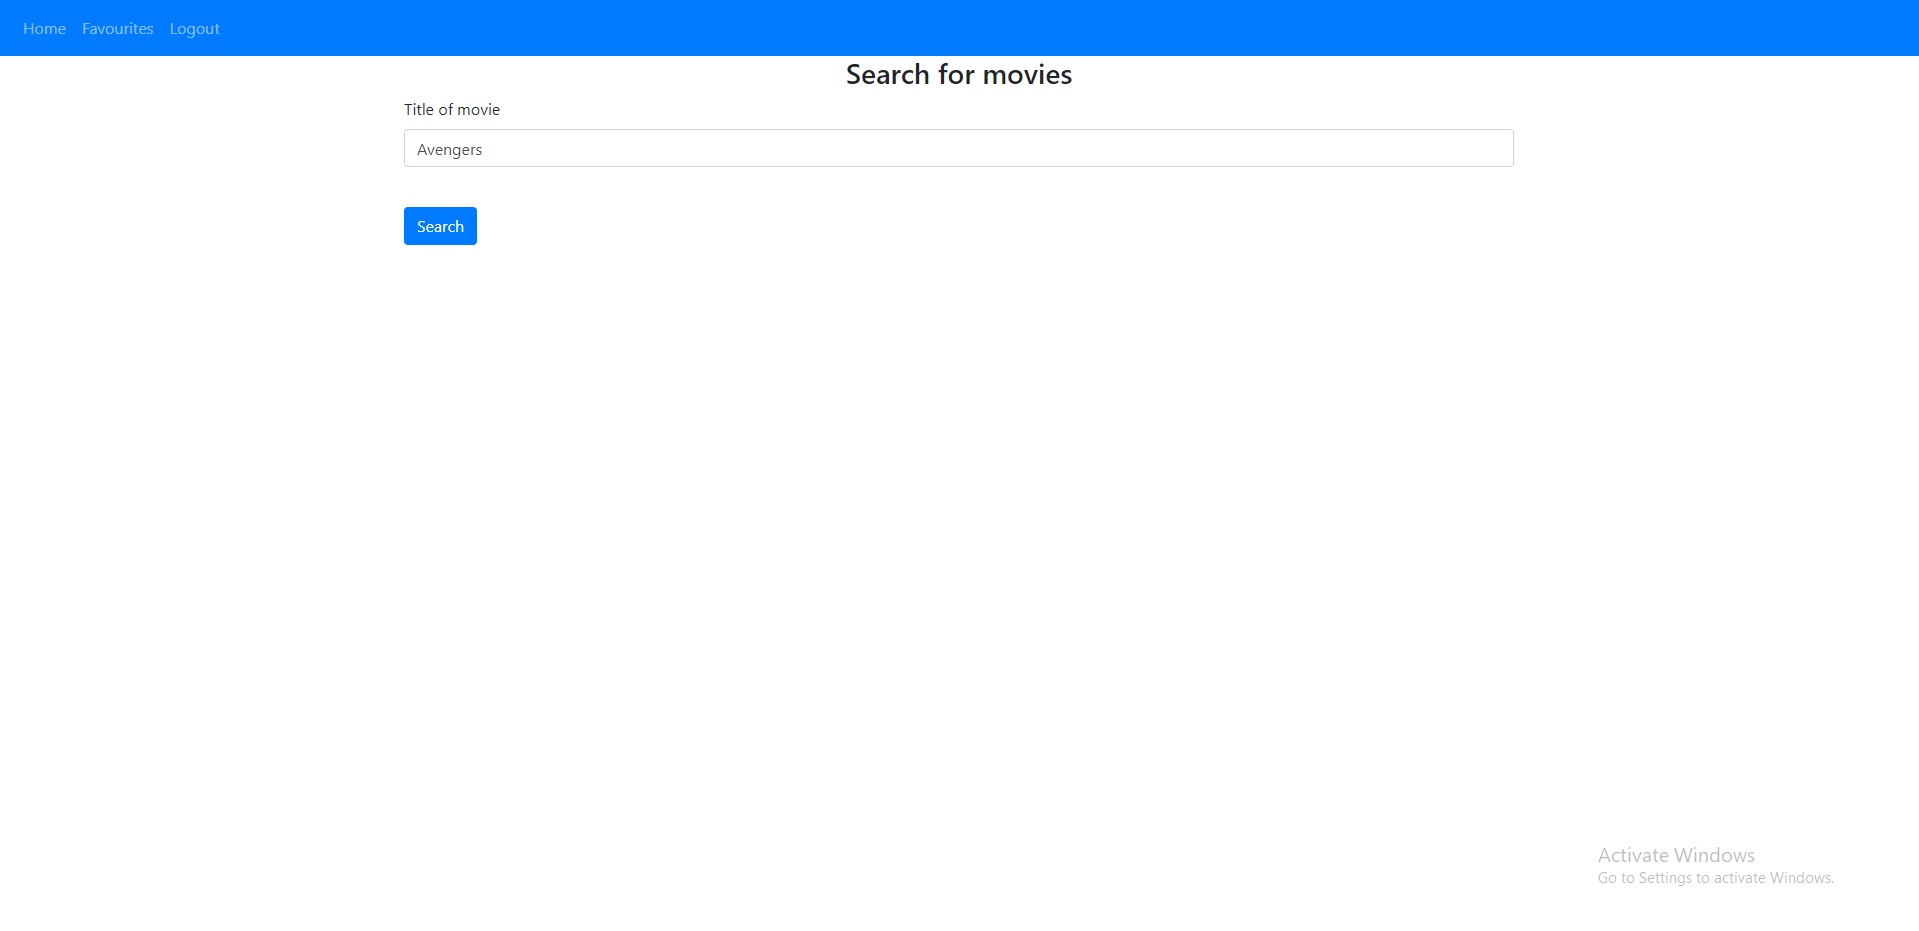 Home Favourites Logout
Search for movies
Title of movie
Avengers
Search
Activate Windows
Go to Settings to activate Windows.